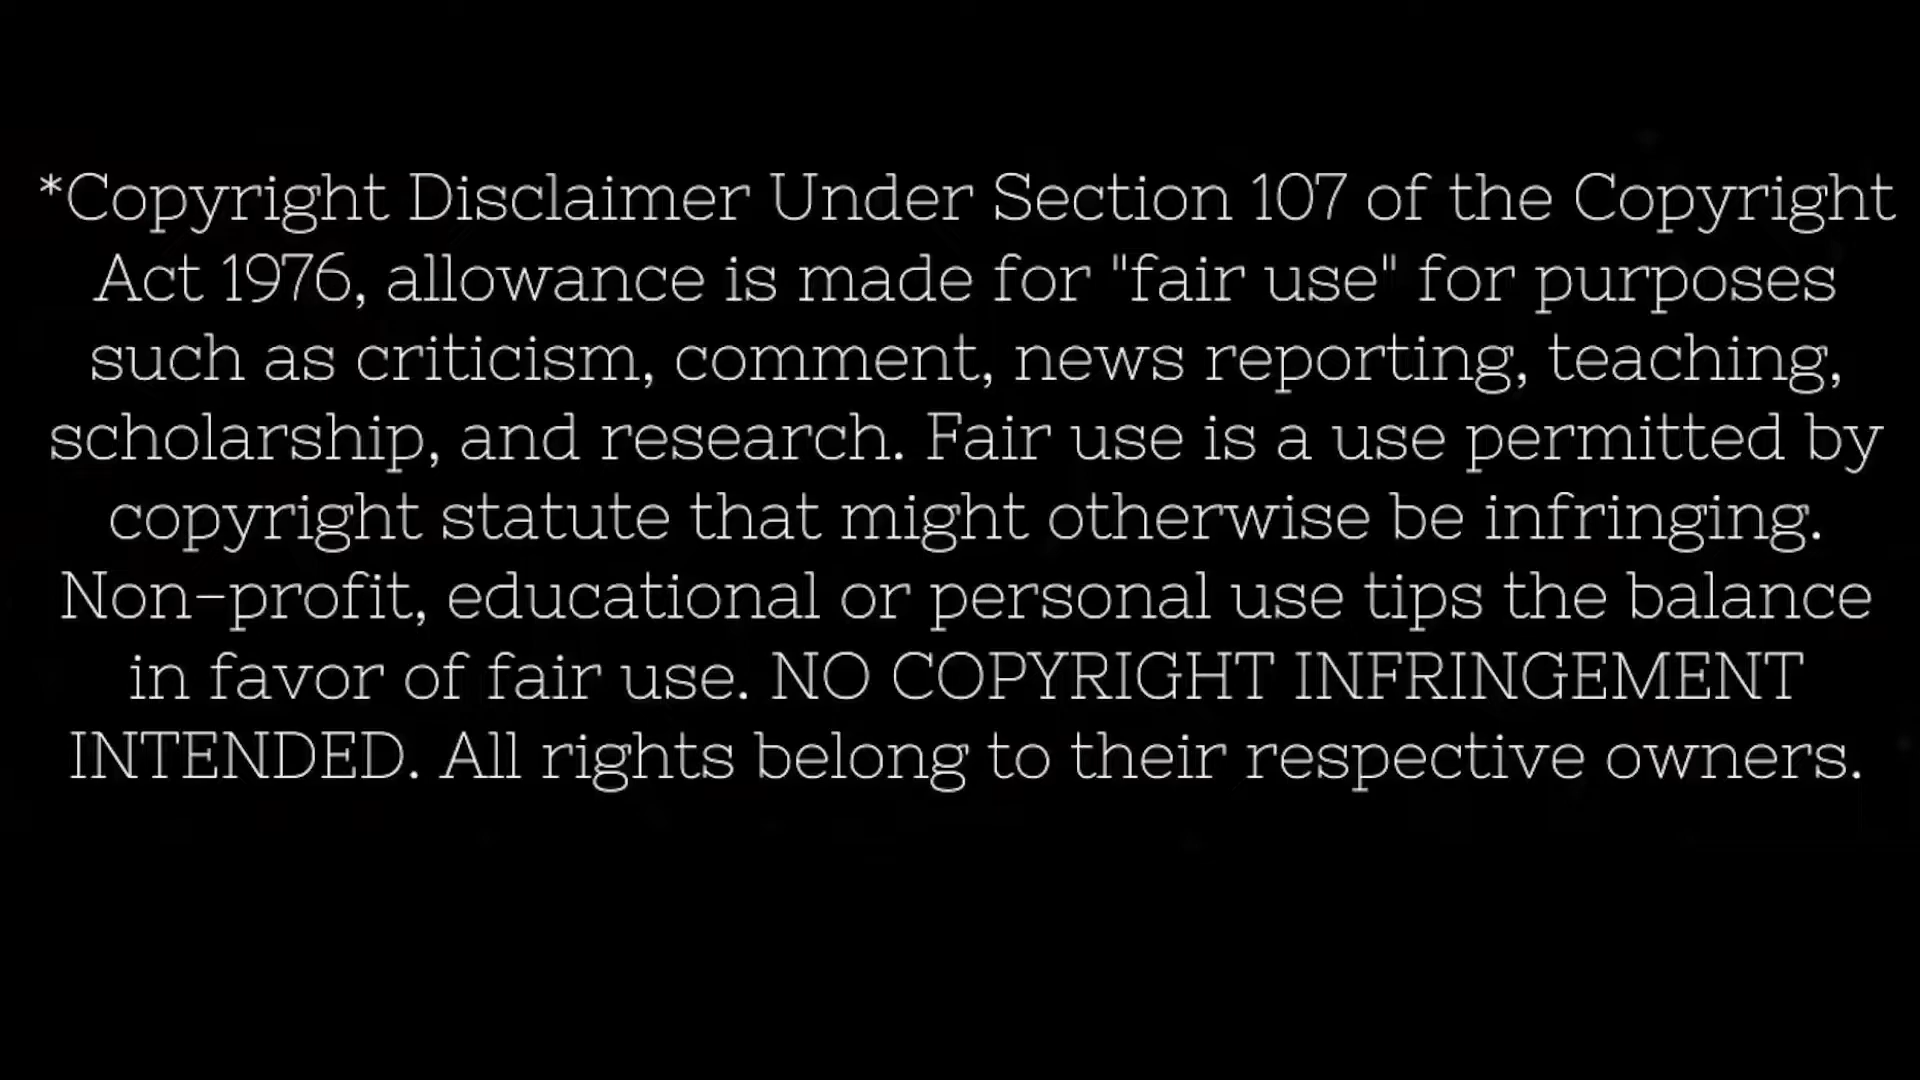 *Copyright Disclaimer Under Section 107 of the Copyright
Act 1976, allowance is made for "fair use" for purposes
such as criticism, comment, news reporting, teaching,
scholarship, and research. Fair use is a use permitted by
copyright statute that might otherwise be infringing.
Non-profit, educational or personal use tips the balance
in favor of fair use. NO COPYRIGHT INFRINGEMENT
INTENDED. All rights belong to their respective owners.